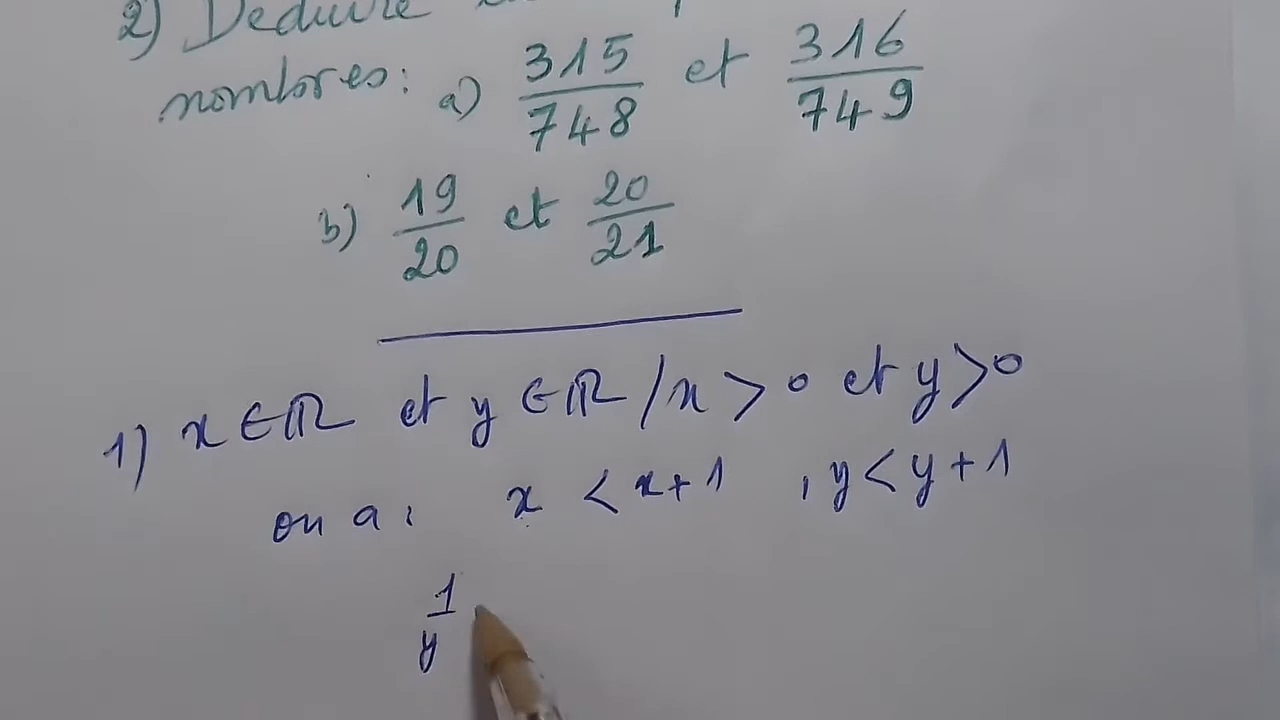 2) Déduire
nombres: a) 315/748 et 316/749
b) 19/20 et 20/21
1) x ∈ ℝ et y ∈ ℝ / x > 0 et y > 0
on a : x < x + 1 , y < y + 1
1/y